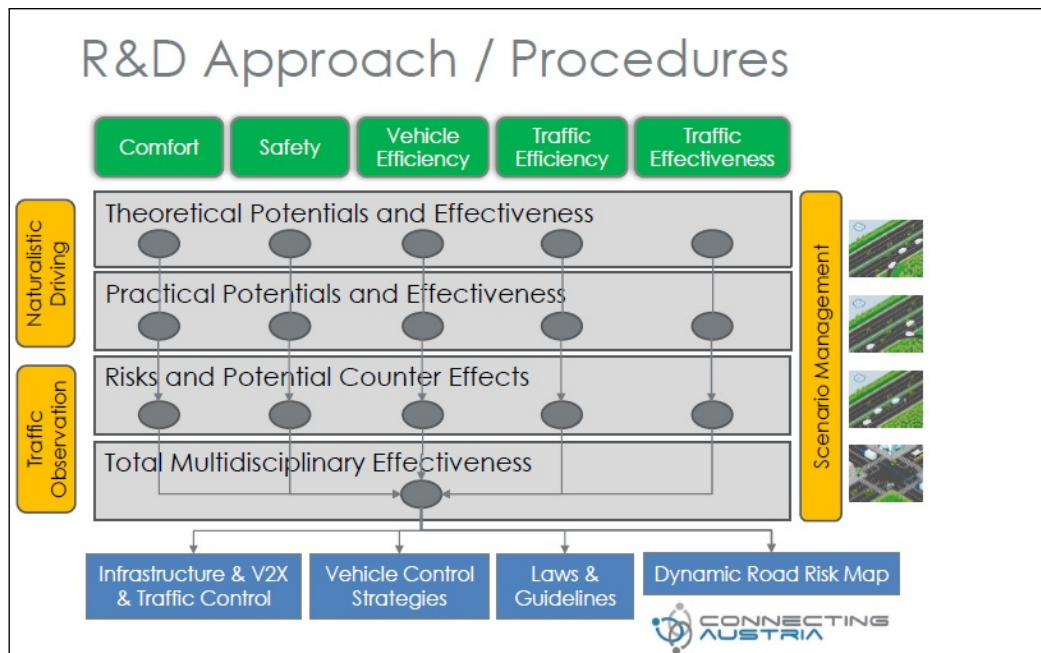 R&D Approach / Procedures
Comfort
Safety
Vehicle
Efficiency
Traffic
Efficiency
Traffic
Effectiveness
Naturalistic
Driving
Theoretical Potentials and Effectiveness
Practical Potentials and Effectiveness
Traffic
Observation
Risks and Potential Counter Effects
Total Multidisciplinary Effectiveness
Scenario Management
Infrastructure & V2X
& Traffic Control
Vehicle Control
Strategies
Laws &
Guidelines
Dynamic Road Risk Map
CONNECTING
AUSTRIA